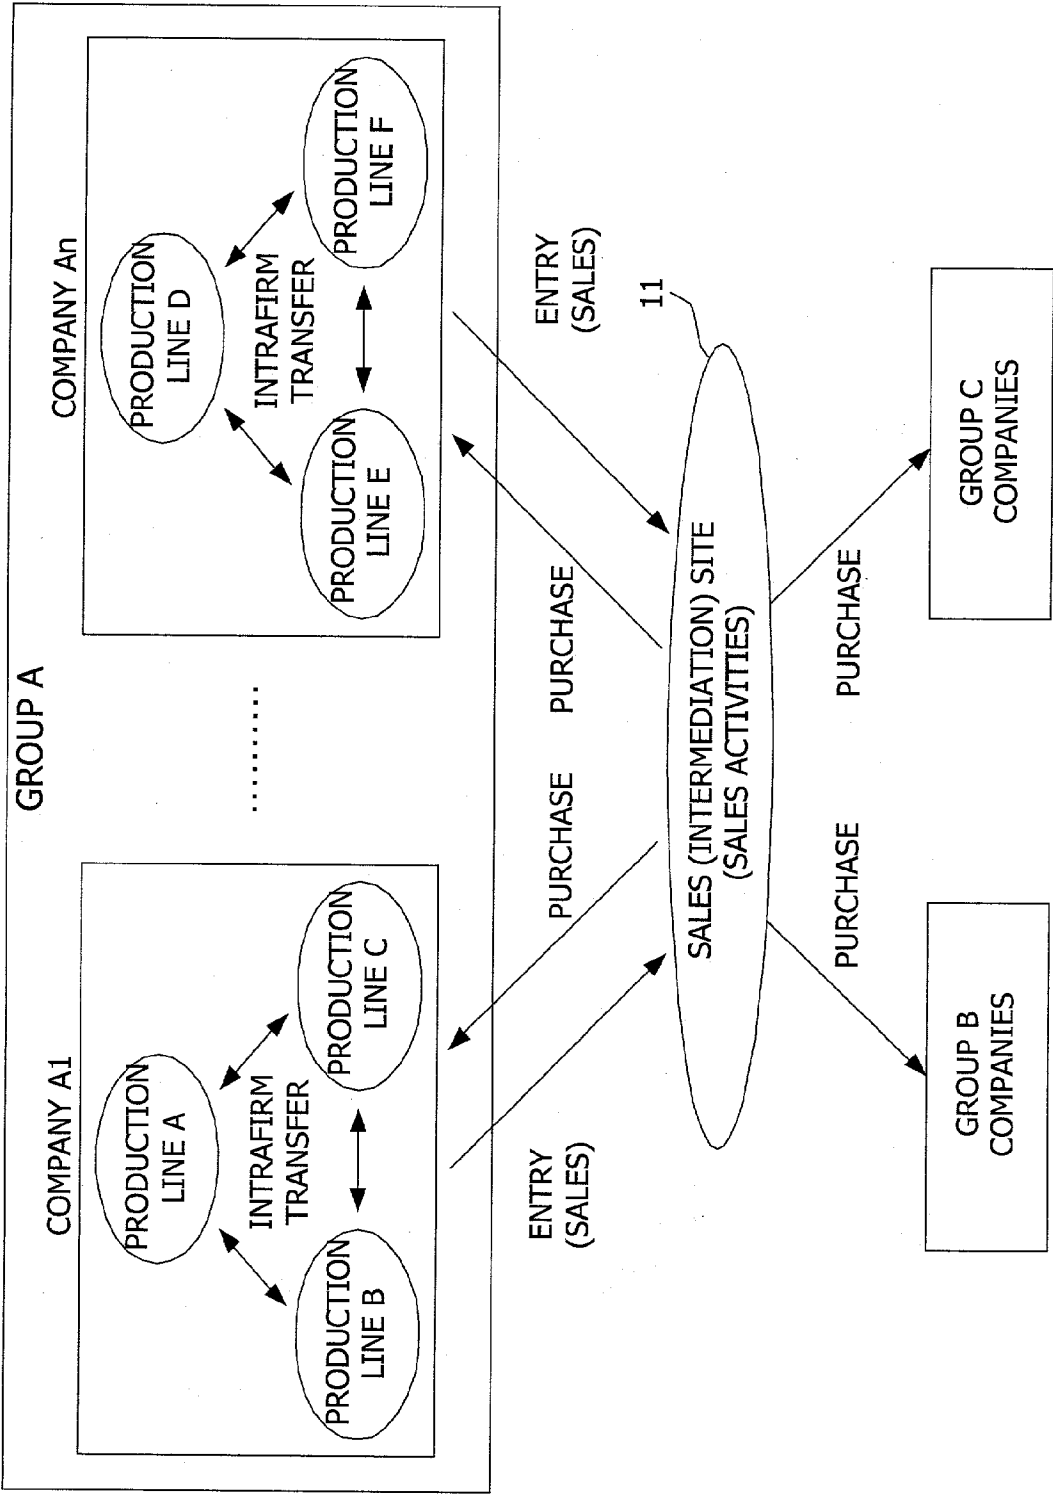 GROUP A
COMPANY A1
PRODUCTION
LINE A
INTRAFIRM
TRANSFER
PRODUCTION
LINE B
PRODUCTION
LINE C
..........
COMPANY An
PRODUCTION
LINE D
INTRAFIRM
TRANSFER
PRODUCTION
LINE E
PRODUCTION
LINE F
ENTRY
(SALES)
PURCHASE
PURCHASE
ENTRY
(SALES)
11
SALES (INTERMEDIATION) SITE
(SALES ACTIVITIES)
PURCHASE
PURCHASE
GROUP B
COMPANIES
GROUP C
COMPANIES